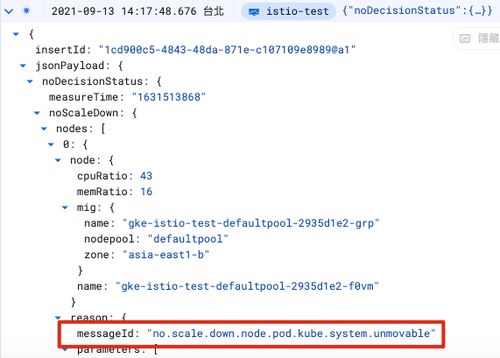 2021-09-13 14:17:48.676 台北 istio-test {"noDecisionStatus":{…}}
{
insertId: "1cd900c5-4843-48da-871e-c107109e8989@a1"
隱藏
jsonPayload: {
noDecisionStatus: {
measureTime: "1631513868"
noScaleDown: {
nodes: [
0: {
node: {
cpuRatio: 43
memRatio: 16
mig: {
name: "gke-istio-test-defaultpool-2935d1e2-grp"
nodepool: "defaultpool"
zone: "asia-east1-b"
}
name: "gke-istio-test-defaultpool-2935d1e2-f0vm"
}
reason: {
messageId: "no.scale.down.node.pod.kube.system.unmovable"
parameters: [